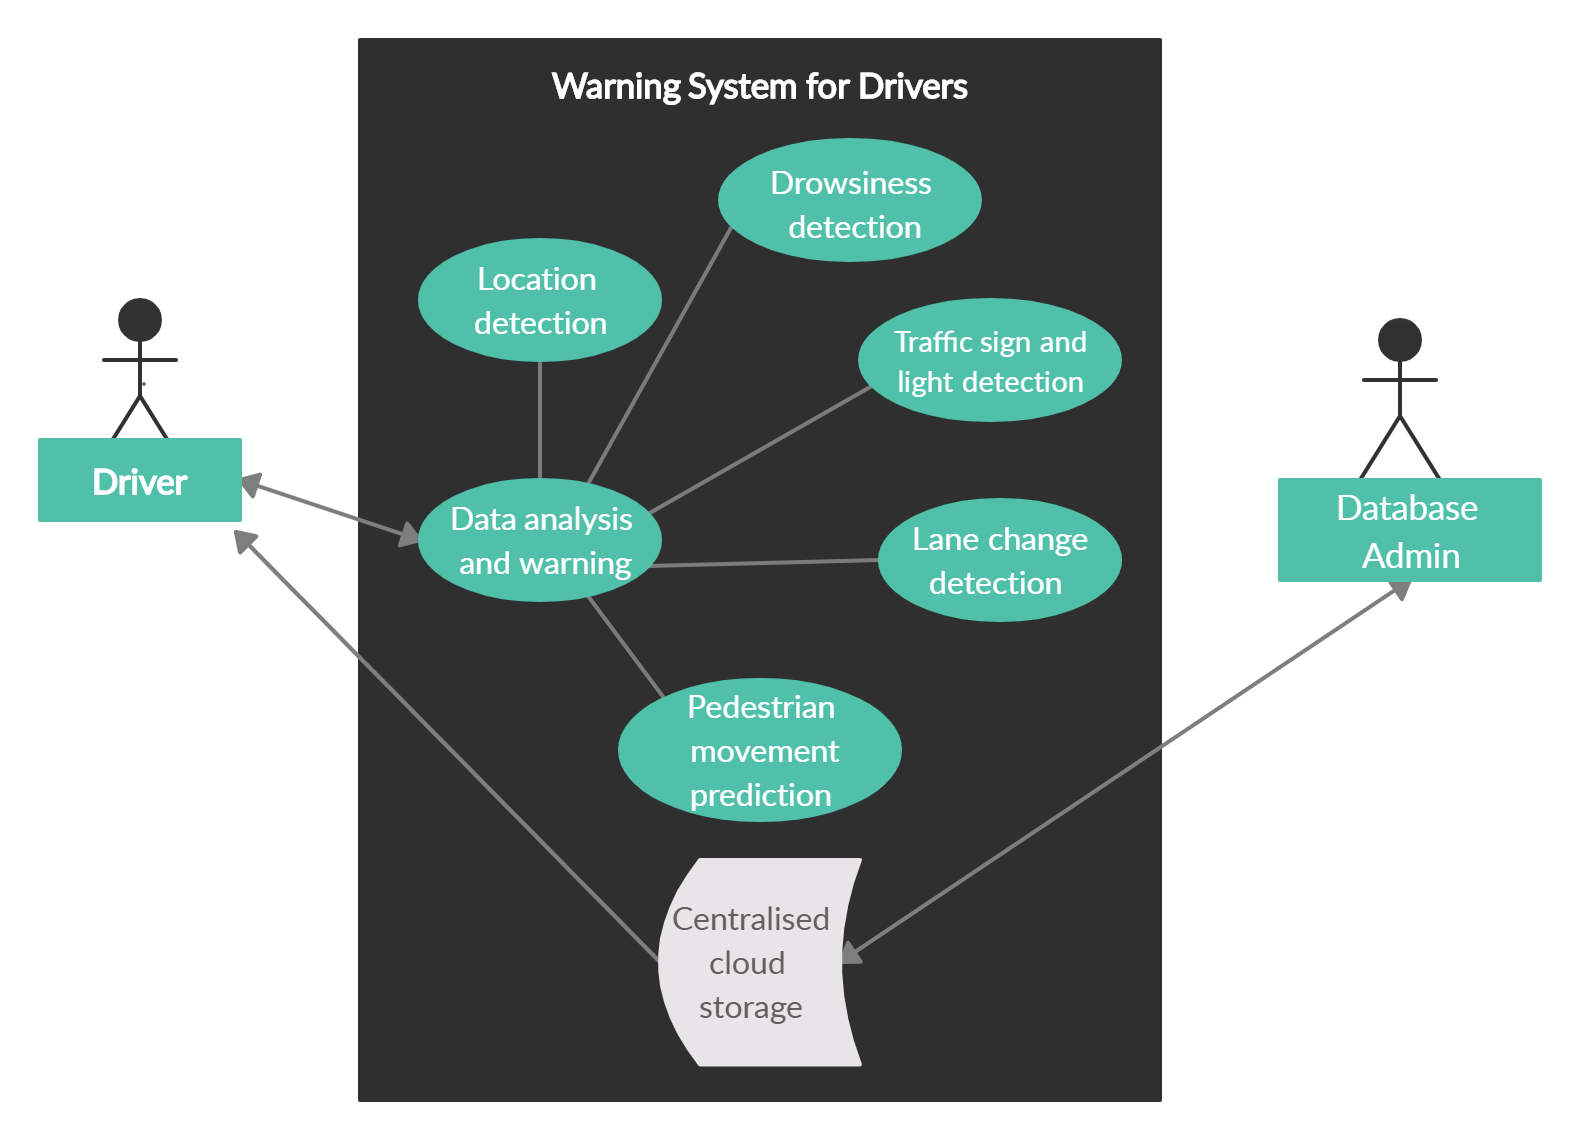 Warning System for Drivers
Drowsiness
detection
Location
detection
Traffic sign and
light detection
Driver
Data analysis
and warning
Lane change
detection
Database
Admin
Pedestrian
movement
prediction
Centralised
cloud
storage